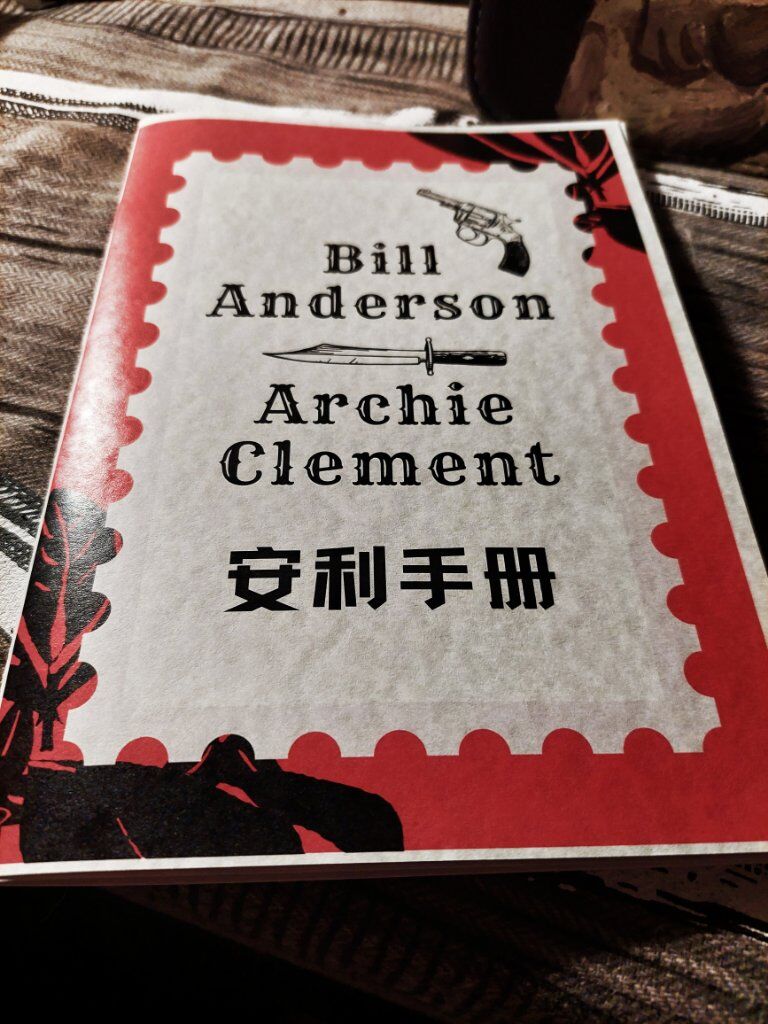 Bill
Anderson
Archie
Clement
安利手册